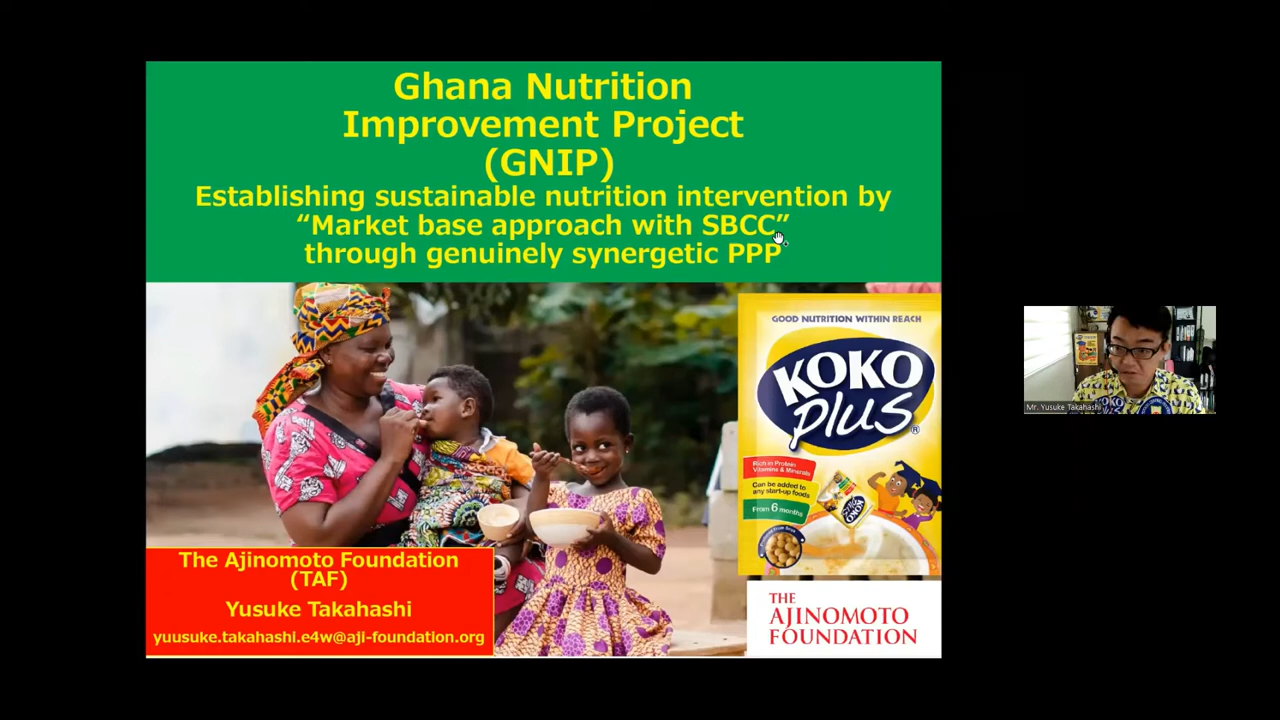 Ghana Nutrition
Improvement Project
(GNIP)
Establishing sustainable nutrition intervention by
“Market base approach with SBCC”
through genuinely synergetic PPP
GOOD NUTRITION WITHIN REACH
KOKO
plus®
Rich in Protein
Vitamins & Minerals
Can be added to
any start-up foods
From 6 months
The Ajinomoto Foundation
(TAF)
Yusuke Takahashi
yuusuke.takahashi.e4w@aji-foundation.org
THE
AJINOMOTO
FOUNDATION
Mr. Yusuke Takahashi